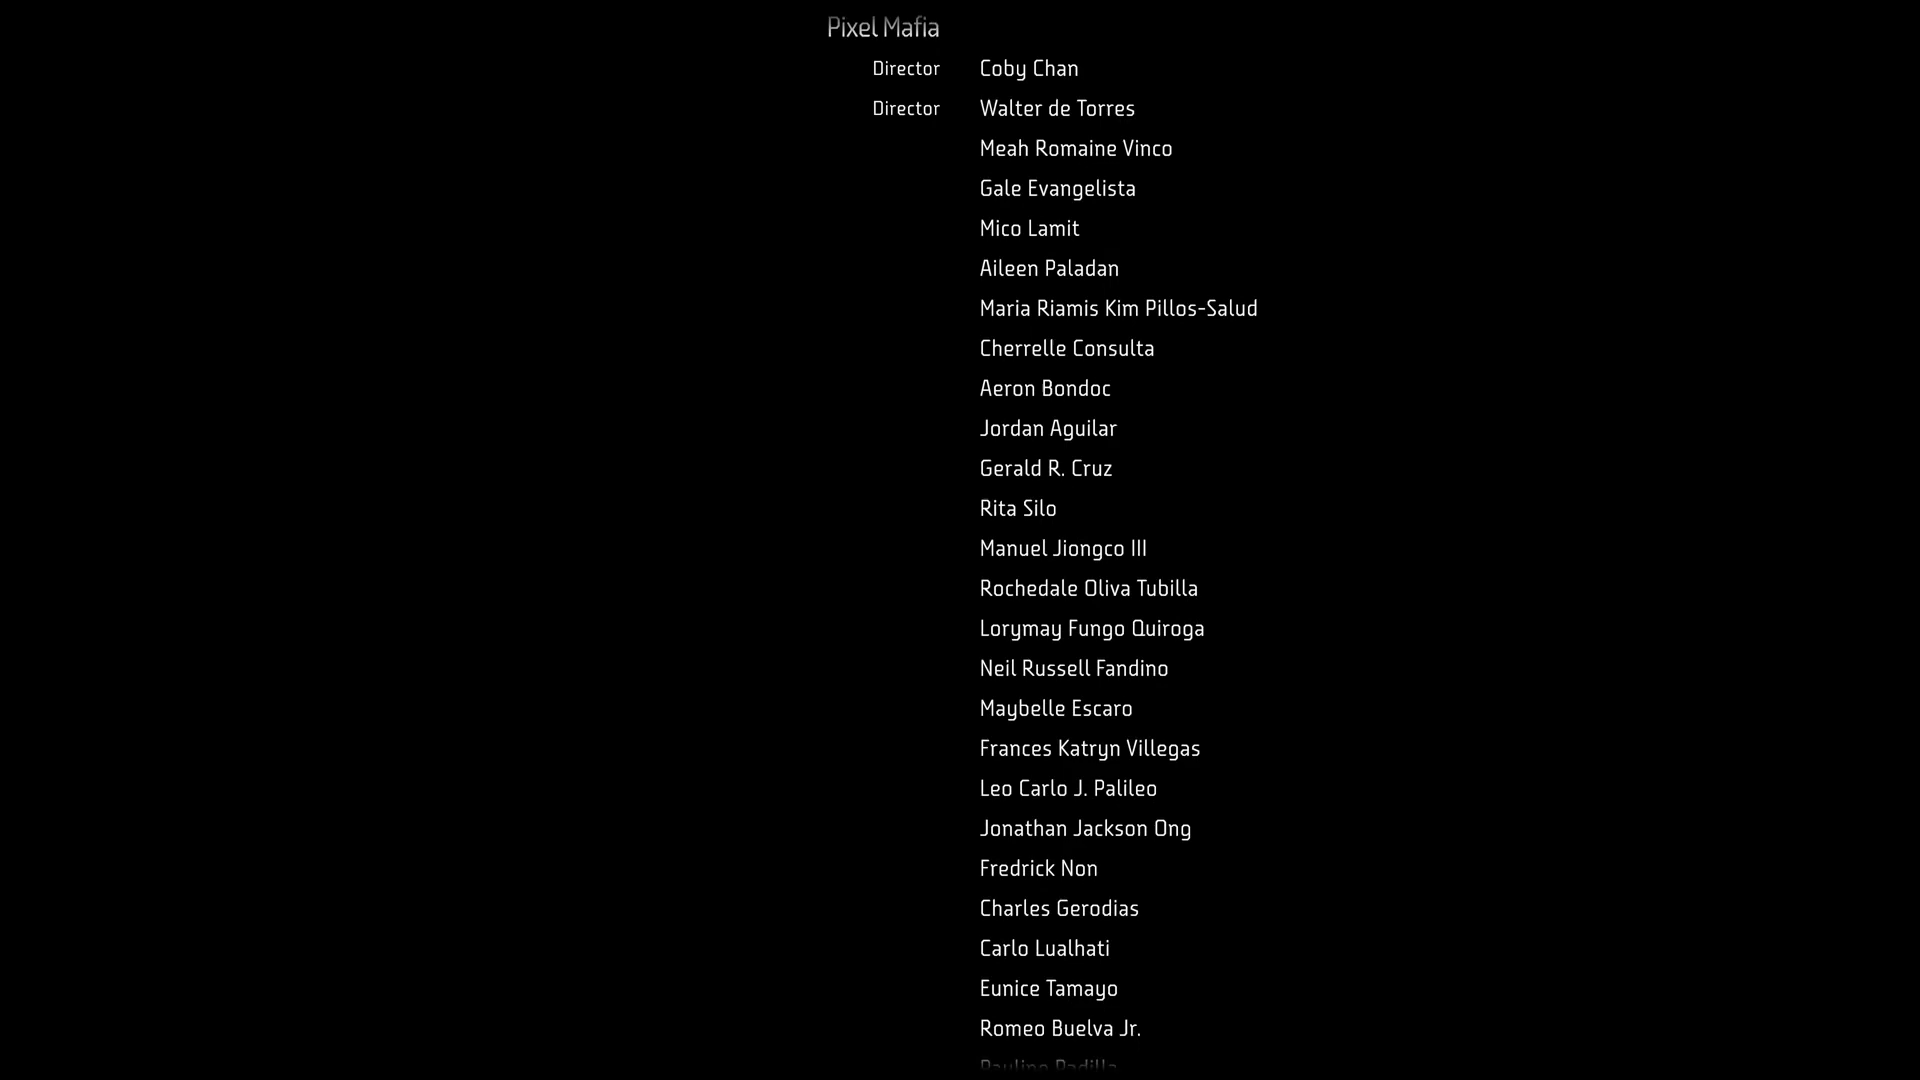 Pixel Mafia
Director Coby Chan
Director Walter de Torres
Meah Romaine Vinco
Gale Evangelista
Mico Lamit
Aileen Paladan
Maria Riamis Kim Pillos-Salud
Cherrelle Consulta
Aeron Bondoc
Jordan Aguilar
Gerald R. Cruz
Rita Silo
Manuel Jiongco III
Rochedale Oliva Tubilla
Lorymay Fungo Quiroga
Neil Russell Fandino
Maybelle Escaro
Frances Katryn Villegas
Leo Carlo J. Palileo
Jonathan Jackson Ong
Fredrick Non
Charles Gerodias
Carlo Lualhati
Eunice Tamayo
Romeo Buelva Jr.
Pauline Padilla